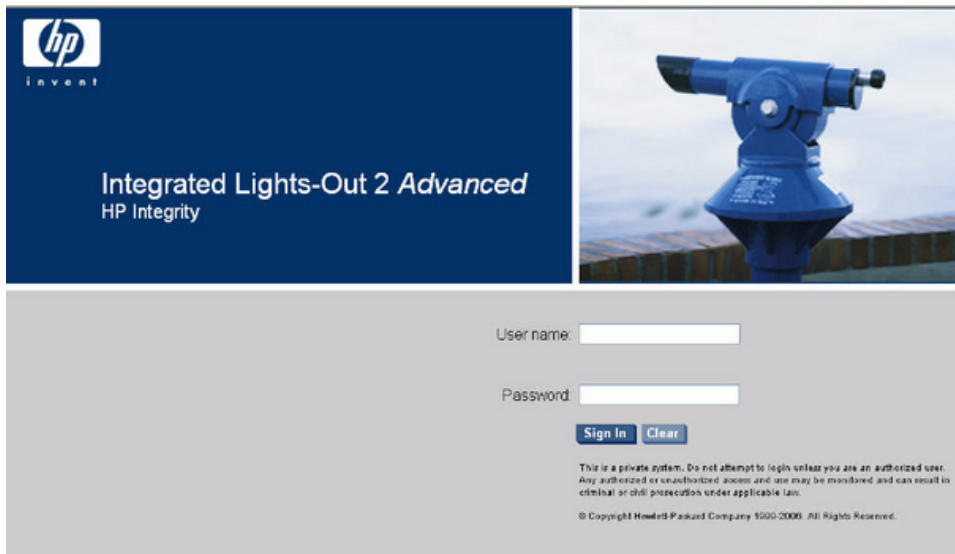 hp
invent
Integrated Lights-Out 2 Advanced
HP Integrity
User name:
Password:
Sign In Clear
This is a private system. Do not attempt to login unless you are an authorized user.
Any authorized or unauthorized access and use may be monitored and can result in
criminal or civil prosecution under applicable law.
© Copyright Hewlett-Packard Company 1999-2006. All Rights Reserved.